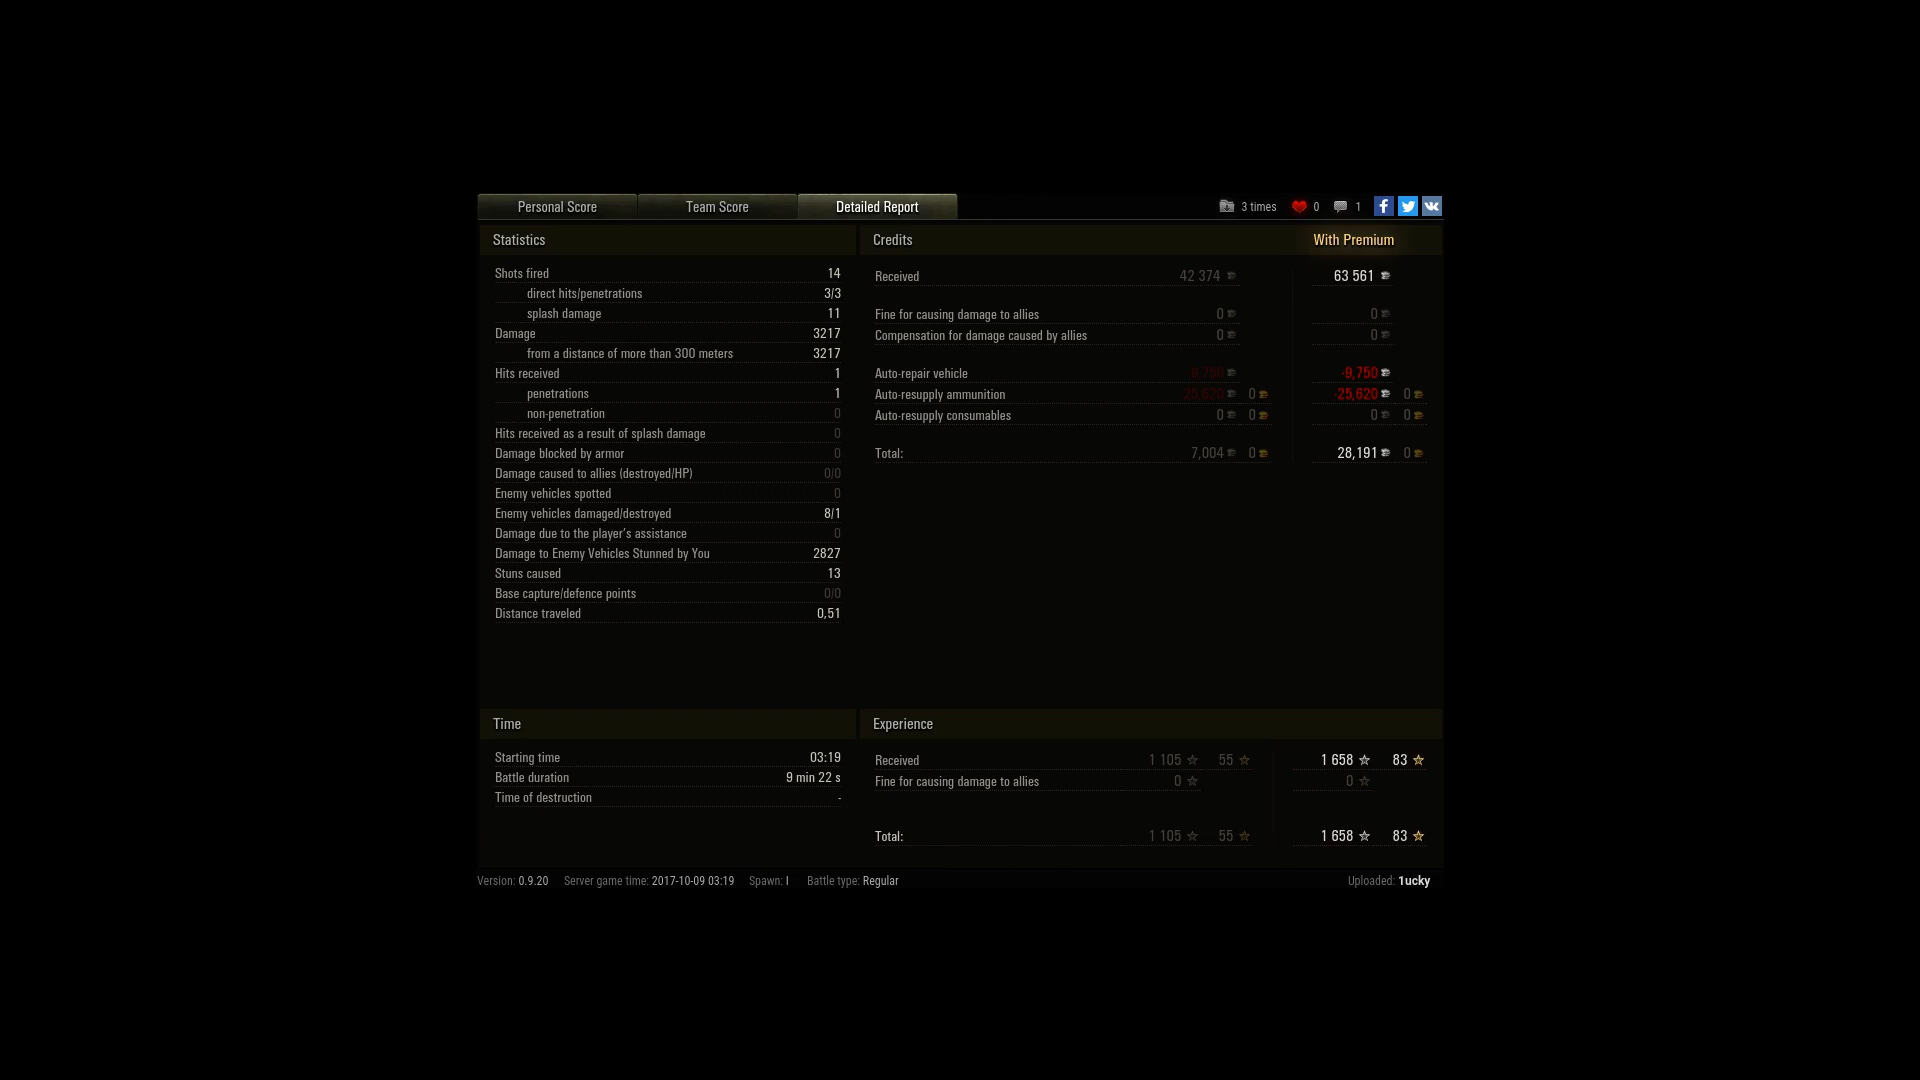 Personal Score Team Score Detailed Report 3 times 0 1
Statistics
Shots fired 14
direct hits/penetrations 3/3
splash damage 11
Damage 3217
from a distance of more than 300 meters 3217
Hits received 1
penetrations 1
non-penetration 0
Hits received as a result of splash damage 0
Damage blocked by armor 0
Damage caused to allies (destroyed/HP) 0/0
Enemy vehicles spotted 0
Enemy vehicles damaged/destroyed 8/1
Damage due to the player's assistance 0
Damage to Enemy Vehicles Stunned by You 2827
Stuns caused 13
Base capture/defence points 0/0
Distance traveled 0,51
Credits With Premium
Received 42 374 63 561
Fine for causing damage to allies 0 0
Compensation for damage caused by allies 0 0
Auto-repair vehicle -9,750 -9,750
Auto-resupply ammunition -25,620 0 -25,620 0
Auto-resupply consumables 0 0 0 0
Total: 7,004 0 28,191 0
Time
Starting time 03:19
Battle duration 9 min 22 s
Time of destruction -
Experience
Received 1 105 55 1 658 83
Fine for causing damage to allies 0 0
Total: 1 105 55 1 658 83
Version: 0.9.20 Server game time: 2017-10-09 03:19 Spawn: I Battle type: Regular Uploaded: 1ucky